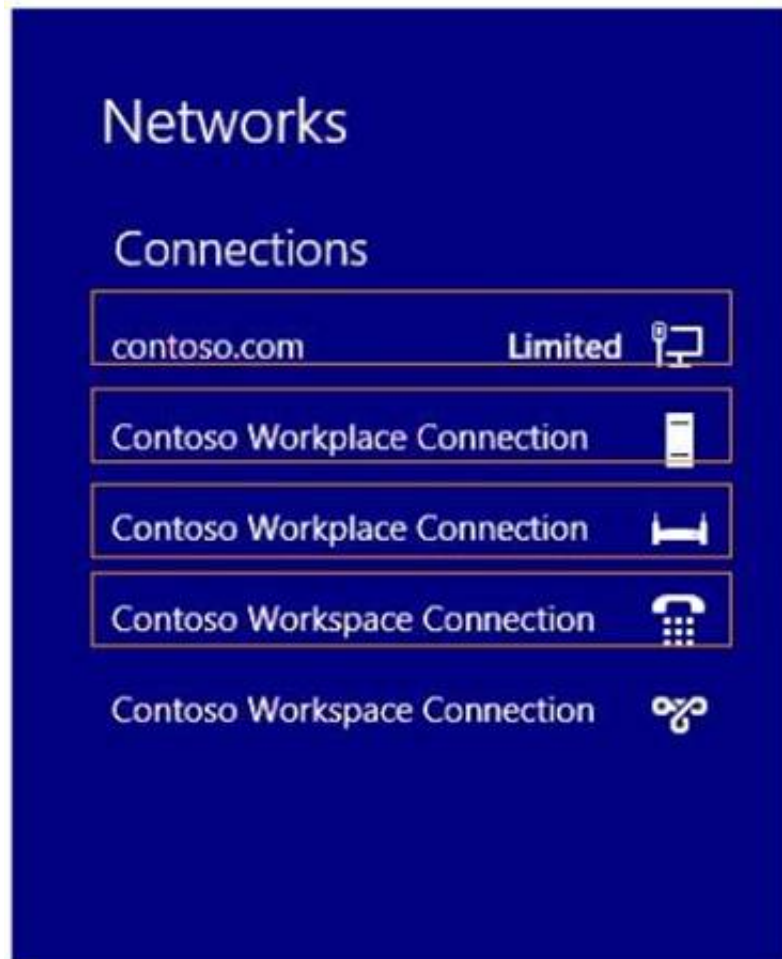 Networks
Connections
contoso.com Limited
Contoso Workplace Connection
Contoso Workplace Connection
Contoso Workspace Connection
Contoso Workspace Connection